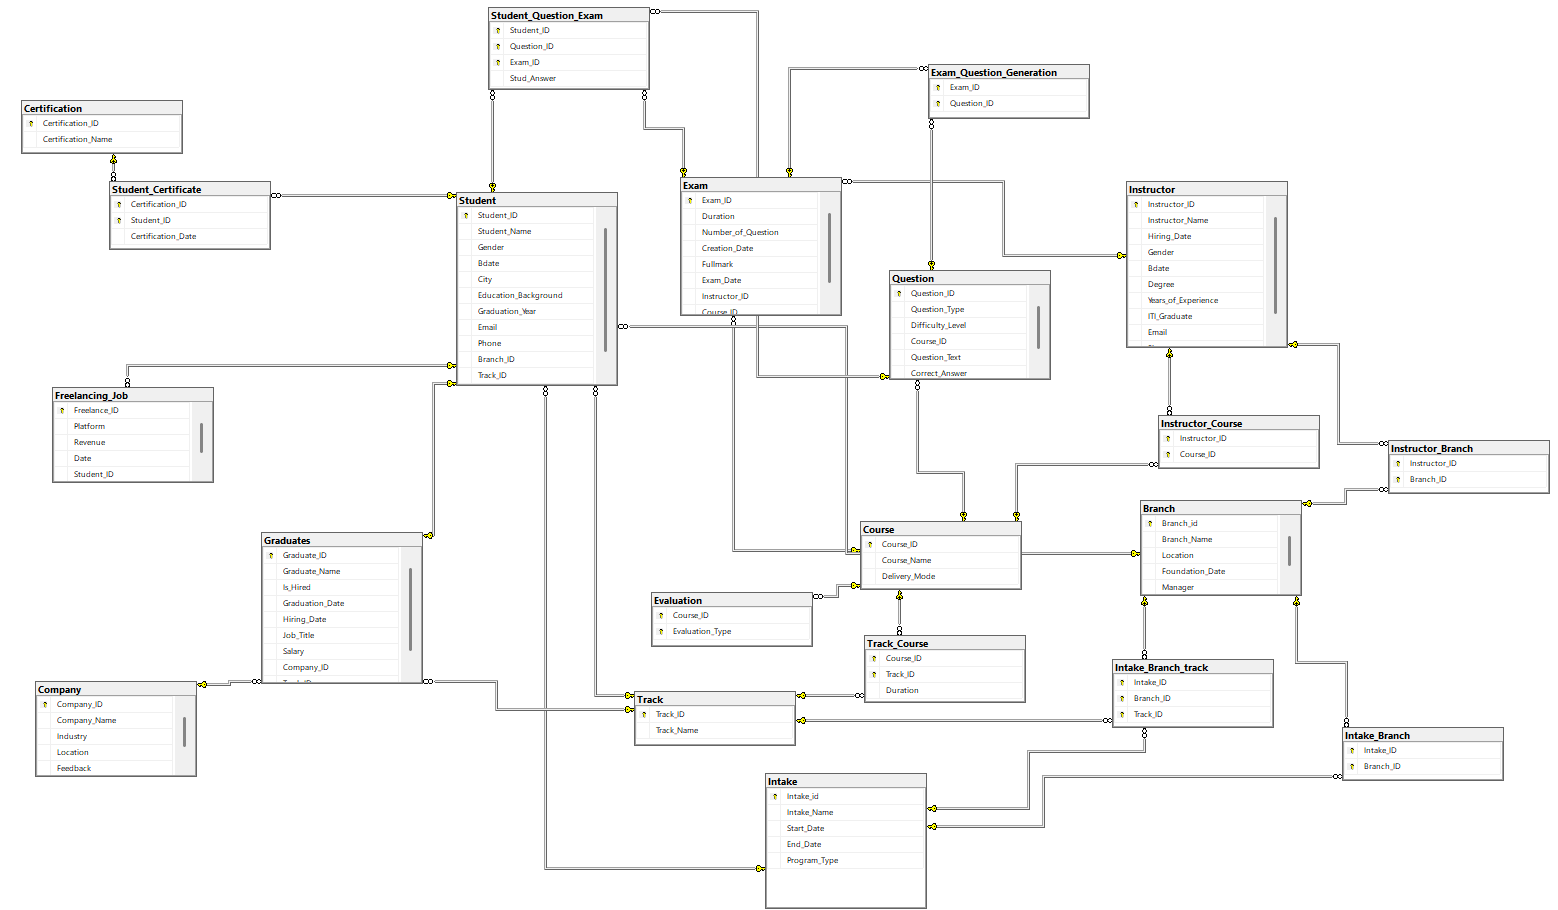 Student_Question_Exam
Student_ID
Question_ID
Exam_ID
Stud_Answer
Exam_Question_Generation
Exam_ID
Question_ID
Certification
Certification_ID
Certification_Name
Student_Certificate
Certification_ID
Student_ID
Certification_Date
Student
Student_ID
Student_Name
Gender
Bdate
City
Education_Background
Graduation_Year
Email
Phone
Branch_ID
Track_ID
Exam
Exam_ID
Duration
Number_of_Question
Creation_Date
Fullmark
Exam_Date
Instructor_ID
Course_ID
Instructor
Instructor_ID
Instructor_Name
Hiring_Date
Gender
Bdate
Degree
Years_of_Experience
ITI_Graduate
Email
Question
Question_ID
Question_Type
Difficulty_Level
Course_ID
Question_Text
Correct_Answer
Freelancing_Job
Freelance_ID
Platform
Revenue
Date
Student_ID
Instructor_Course
Instructor_ID
Course_ID
Instructor_Branch
Instructor_ID
Branch_ID
Branch
Branch_id
Branch_Name
Location
Foundation_Date
Manager
Course
Course_ID
Course_Name
Delivery_Mode
Graduates
Graduate_ID
Graduate_Name
Is_Hired
Graduation_Date
Hiring_Date
Job_Title
Salary
Company_ID
Evaluation
Course_ID
Evaluation_Type
Track_Course
Course_ID
Track_ID
Duration
Intake_Branch_track
Intake_ID
Branch_ID
Track_ID
Company
Company_ID
Company_Name
Industry
Location
Feedback
Track
Track_ID
Track_Name
Intake_Branch
Intake_ID
Branch_ID
Intake
Intake_id
Intake_Name
Start_Date
End_Date
Program_Type